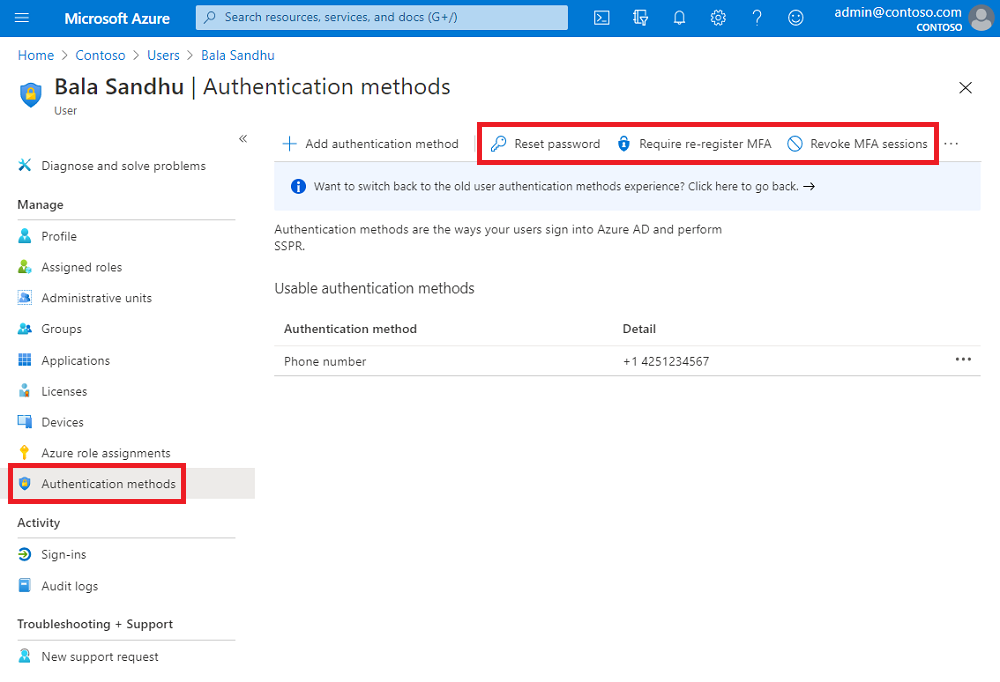 Microsoft Azure
Search resources, services, and docs (G+/)
admin@contoso.com
CONTOSO
Home > Contoso > Users > Bala Sandhu
Bala Sandhu | Authentication methods
User
«
Diagnose and solve problems
Manage
Profile
Assigned roles
Administrative units
Groups
Applications
Licenses
Devices
Azure role assignments
Authentication methods
Activity
Sign-ins
Audit logs
Troubleshooting + Support
New support request
Add authentication method
Reset password
Require re-register MFA
Revoke MFA sessions
Want to switch back to the old user authentication methods experience? Click here to go back. →
Authentication methods are the ways your users sign into Azure AD and perform
SSPR.
Usable authentication methods
Authentication method Detail
Phone number +1 4251234567